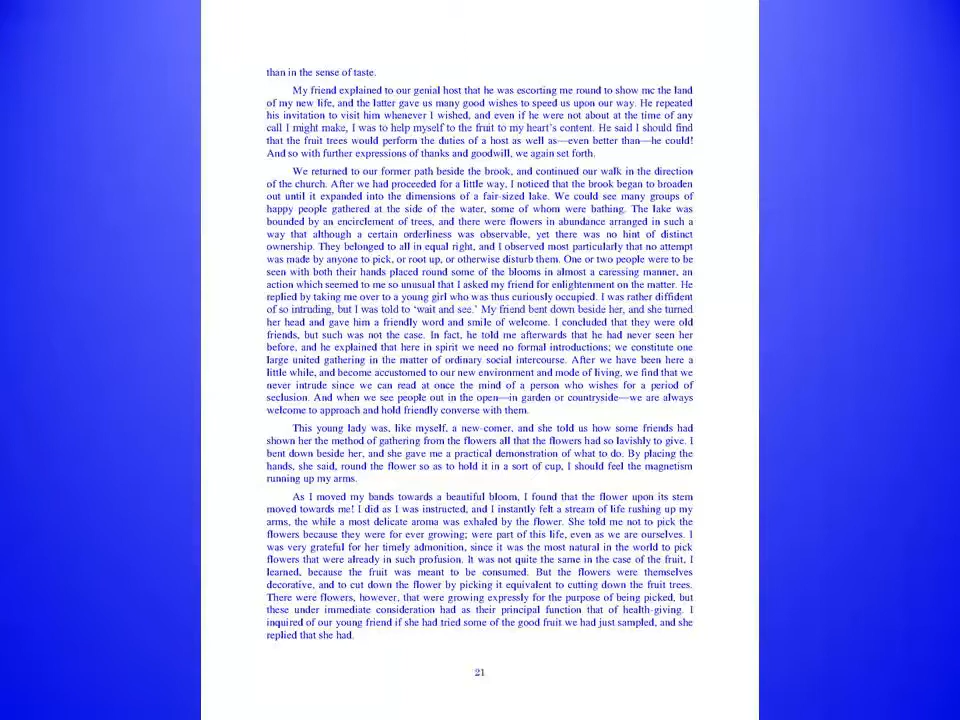 than in the sense of taste.
My friend explained to our genial host that he was escorting me round to show mc the land
of my new life, and the latter gave us many good wishes to speed us upon our way. He repeated
his invitation to visit him whenever I wished, and even if he were not about at the time of any
call I might make, I was to help myself to the fruit to my heart’s content. He said I should find
that the fruit trees would perform the duties of a host as well as—even better than—he could!
And so with further expressions of thanks and goodwill, we again set forth.
We returned to our former path beside the brook, and continued our walk in the direction
of the church. After we had proceeded for a little way, I noticed that the brook began to broaden
out until it expanded into the dimensions of a fair-sized lake. We could see many groups of
happy people gathered at the side of the water, some of whom were bathing. The lake was
bounded by an encirclement of trees, and there were flowers in abundance arranged in such a
way that although a certain orderliness was observable, yet there was no hint of distinct
ownership. They belonged to all in equal right, and I observed most particularly that no attempt
was made by anyone to pick, or root up, or otherwise disturb them. One or two people were to be
seen with both their hands placed round some of the blooms in almost a caressing manner, an
action which seemed to me so unusual that I asked my friend for enlightenment on the matter. He
replied by taking me over to a young girl who was thus curiously occupied. I was rather diffident
of so intruding, but I was told to ‘wait and see.’ My friend bent down beside her, and she turned
her head and gave him a friendly word and smile of welcome. I concluded that they were old
friends, but such was not the case. In fact, he told me afterwards that he had never seen her
before, and he explained that here in spirit we need no formal introductions; we constitute one
large united gathering in the matter of ordinary social intercourse. After we have been here a
little while, and become accustomed to our new environment and mode of living, we find that we
never intrude since we can read at once the mind of a person who wishes for a period of
seclusion. And when we see people out in the open—in garden or countryside—we are always
welcome to approach and hold friendly converse with them.
This young lady was, like myself, a new-comer, and she told us how some friends had
shown her the method of gathering from the flowers all that the flowers had so lavishly to give. I
bent down beside her, and she gave me a practical demonstration of what to do. By placing the
hands, she said, round the flower so as to hold it in a sort of cup, I should feel the magnetism
running up my arms.
As I moved my bands towards a beautiful bloom, I found that the flower upon its stem
moved towards me! I did as I was instructed, and I instantly felt a stream of life rushing up my
arms, the while a most delicate aroma was exhaled by the flower. She told me not to pick the
flowers because they were for ever growing; were part of this life, even as we are ourselves. I
was very grateful for her timely admonition, since it was the most natural in the world to pick
flowers that were already in such profusion. It was not quite the same in the case of the fruit, I
learned, because the fruit was meant to be consumed. But the flowers were themselves
decorative, and to cut down the flower by picking it equivalent to cutting down the fruit trees.
There were flowers, however, that were growing expressly for the purpose of being picked, but
these under immediate consideration had as their principal function that of health-giving. I
inquired of our young friend if she had tried some of the good fruit we had just sampled, and she
replied that she had.
21